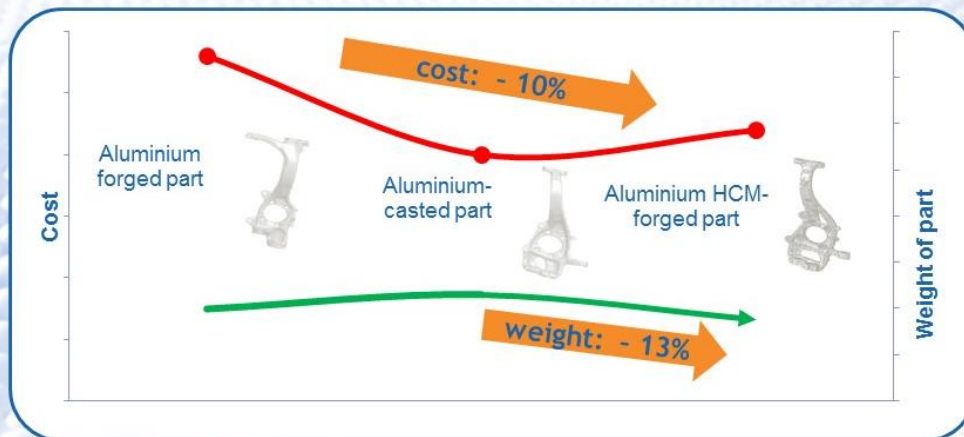 cost: - 10%
Aluminium
forged part
Aluminium-
casted part
Aluminium HCM-
forged part
Cost
Weight of part
weight: - 13%